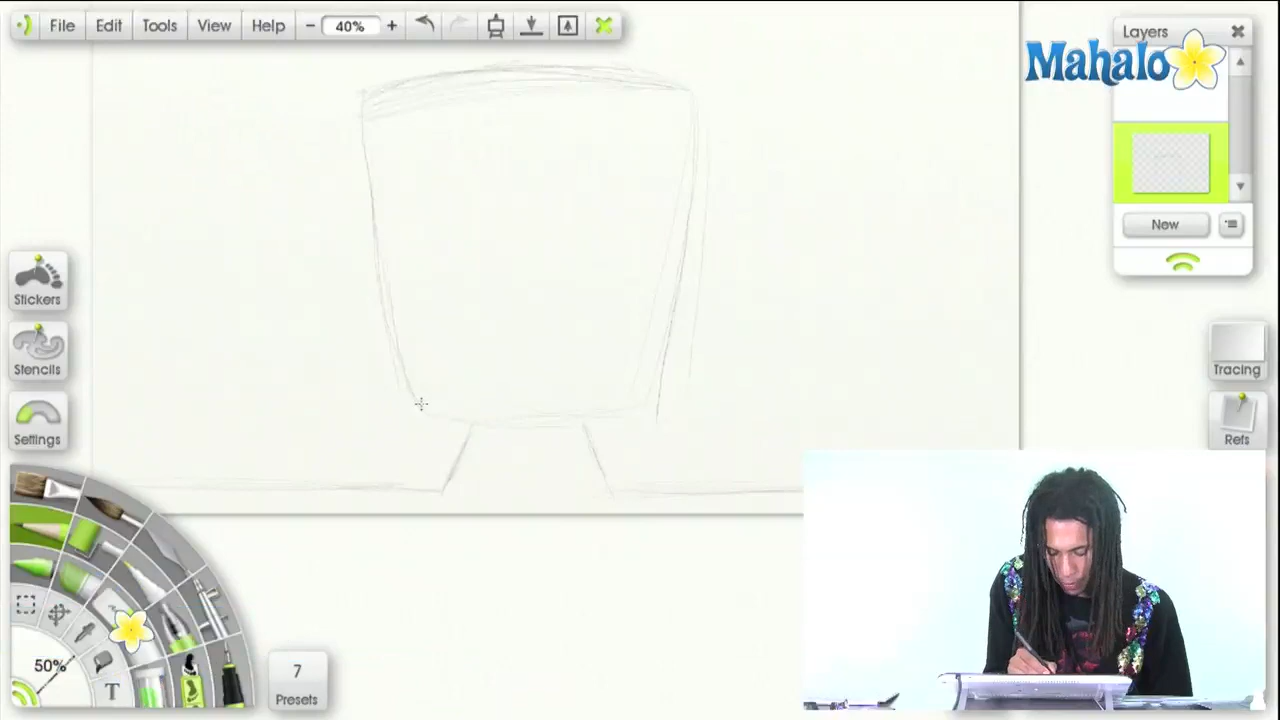 File Edit Tools View Help − 40% +
Layers
Mahalo
New
Stickers
Stencils
Settings
Tracing
Refs
50%
T
7
Presets